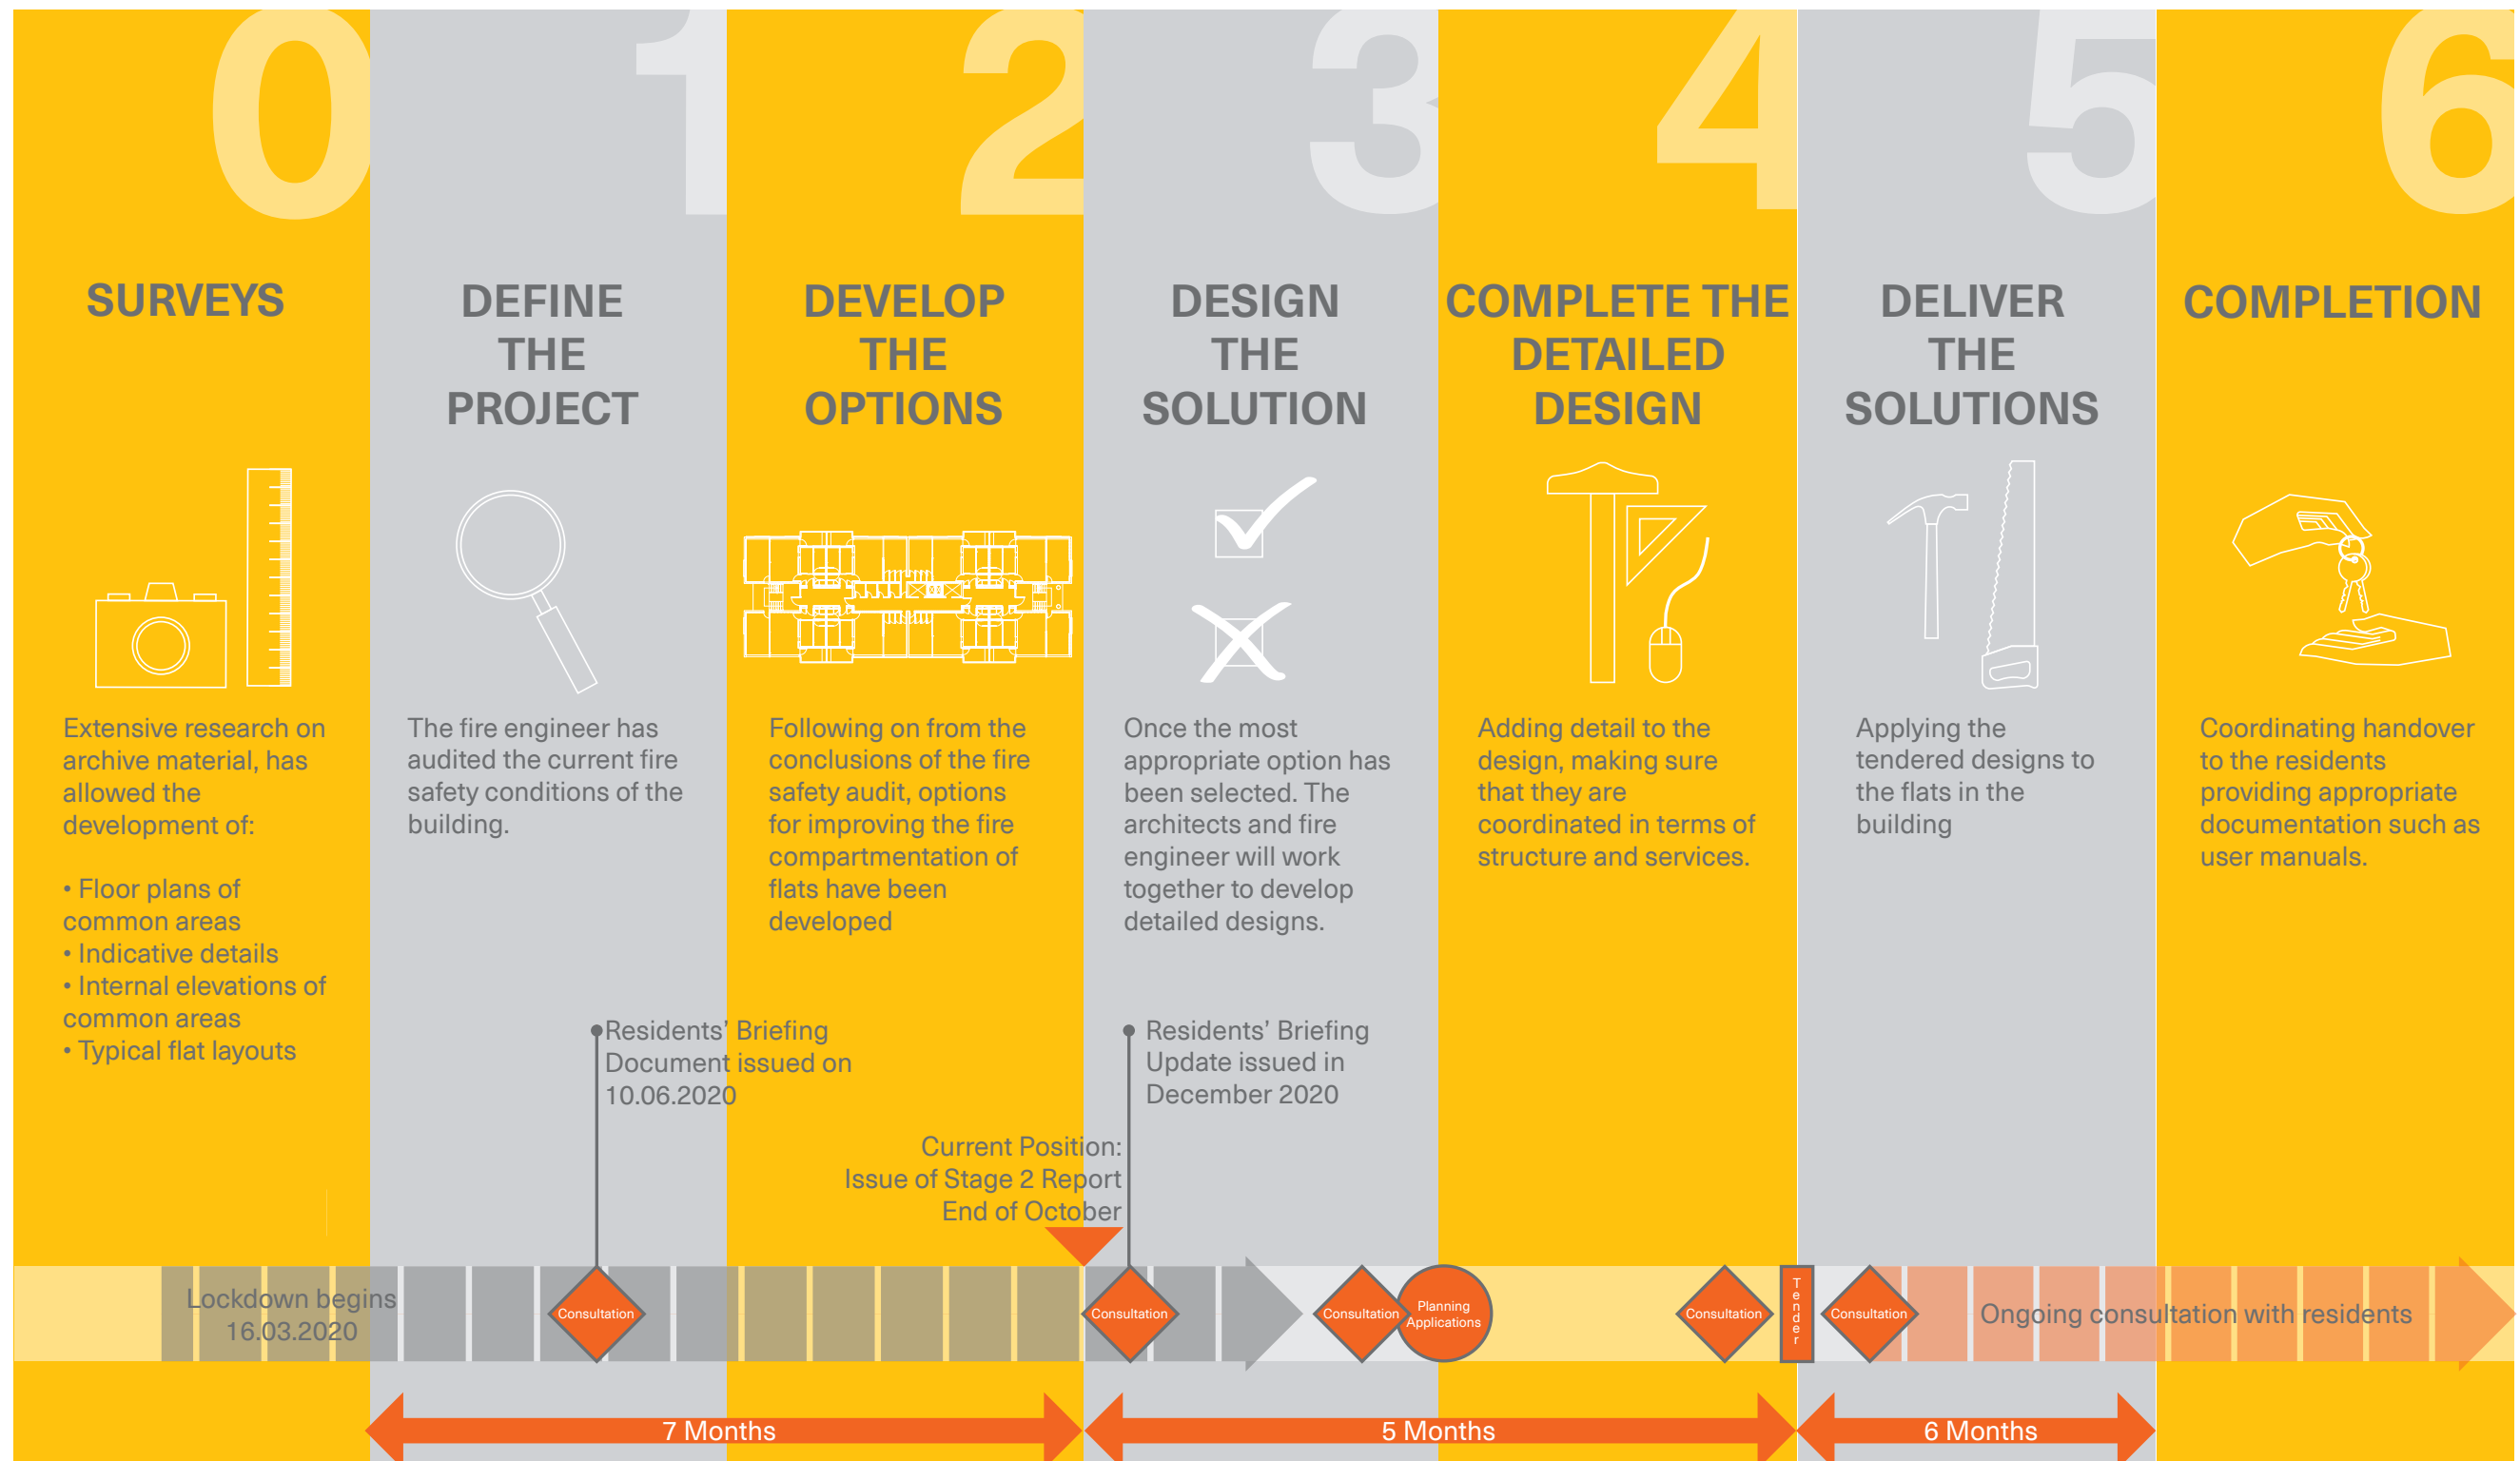 0
SURVEYS
Extensive research on
archive material, has
allowed the
development of:
• Floor plans of
common areas
• Indicative details
• Internal elevations of
common areas
• Typical flat layouts
1
DEFINE
THE
PROJECT
The fire engineer has
audited the current fire
safety conditions of the
building.
2
DEVELOP
THE
OPTIONS
Following on from the
conclusions of the fire
safety audit, options
for improving the fire
compartmentation of
flats have been
developed
3
DESIGN
THE
SOLUTION
Once the most
appropriate option has
been selected. The
architects and fire
engineer will work
together to develop
detailed designs.
4
COMPLETE THE
DETAILED
DESIGN
Adding detail to the
design, making sure
that they are
coordinated in terms of
structure and services.
5
DELIVER
THE
SOLUTIONS
Applying the
tendered designs to
the flats in the
building
6
COMPLETION
Coordinating handover
to the residents
providing appropriate
documentation such as
user manuals.
Residents' Briefing
Document issued on
10.06.2020
Residents' Briefing
Update issued in
December 2020
Current Position:
Issue of Stage 2 Report
End of October
Lockdown begins
16.03.2020
Consultation
Consultation
Consultation
Planning
Applications
Consultation
Tender
Consultation
Ongoing consultation with residents
7 Months
5 Months
6 Months